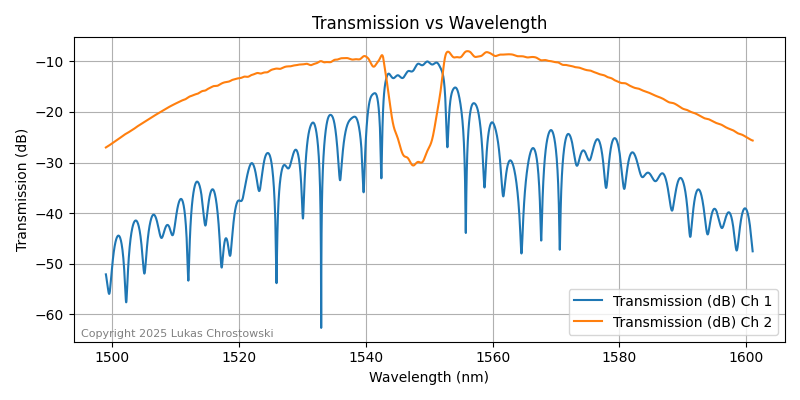 Transmission vs Wavelength
Transmission (dB)
−10
−20
−30
−40
−50
−60
Transmission (dB) Ch 1
Transmission (dB) Ch 2
Copyright 2025 Lukas Chrostowski
1500 1520 1540 1560 1580 1600
Wavelength (nm)